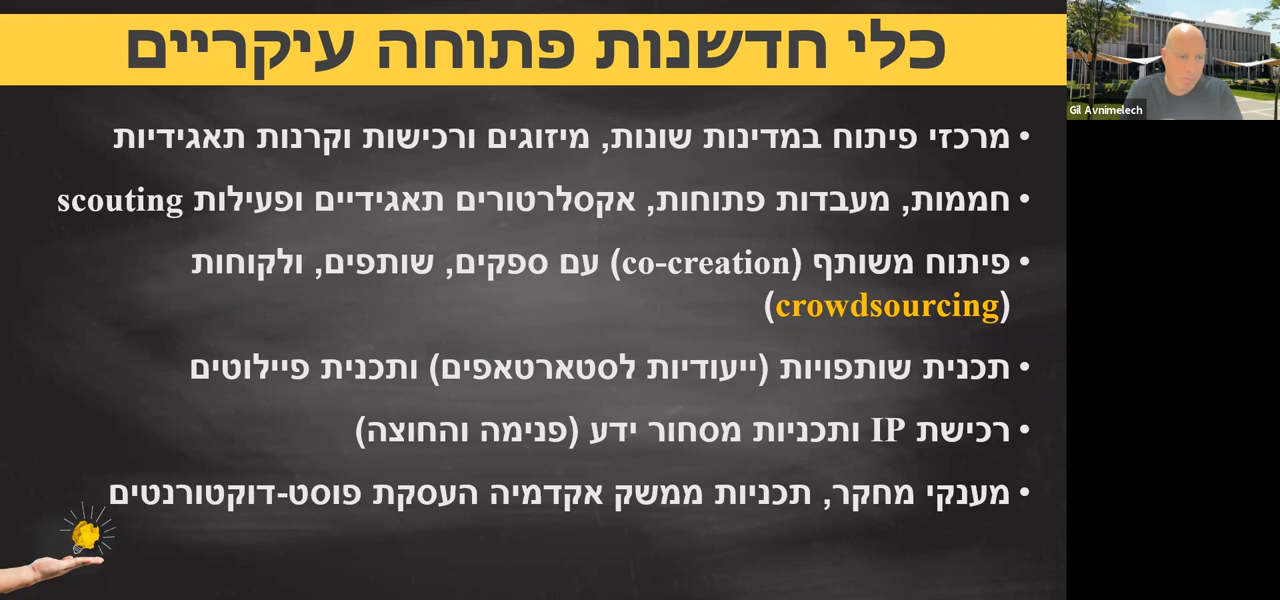 כלי חדשנות פתוחה עיקריים
• מרכזי פיתוח במדינות שונות, מיזוגים ורכישות וקרנות תאגידיות
• חממות, מעבדות פתוחות, אקסלרטורים תאגידיים ופעילות scouting
• פיתוח משותף (co-creation) עם ספקים, שותפים, ולקוחות
(crowdsourcing)
• תכנית שותפויות (ייעודיות לסטארטאפים) ותכנית פיילוטים
• רכישת IP ותכניות מסחור ידע (פנימה והחוצה)
• מענקי מחקר, תכניות ממשק אקדמיה העסקת פוסט-דוקטורנטים
Gil Avnimelech